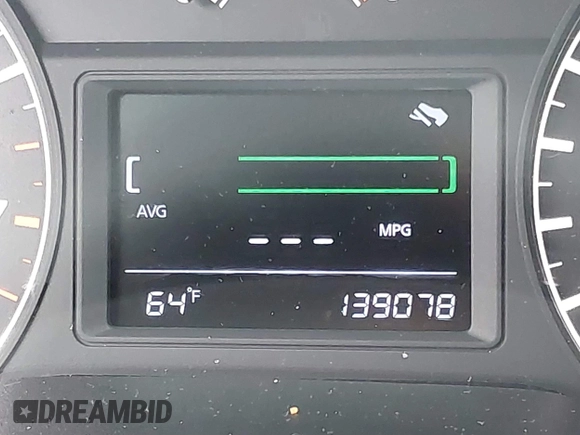 AVG
--- MPG
64°F 139078
DREAMBID